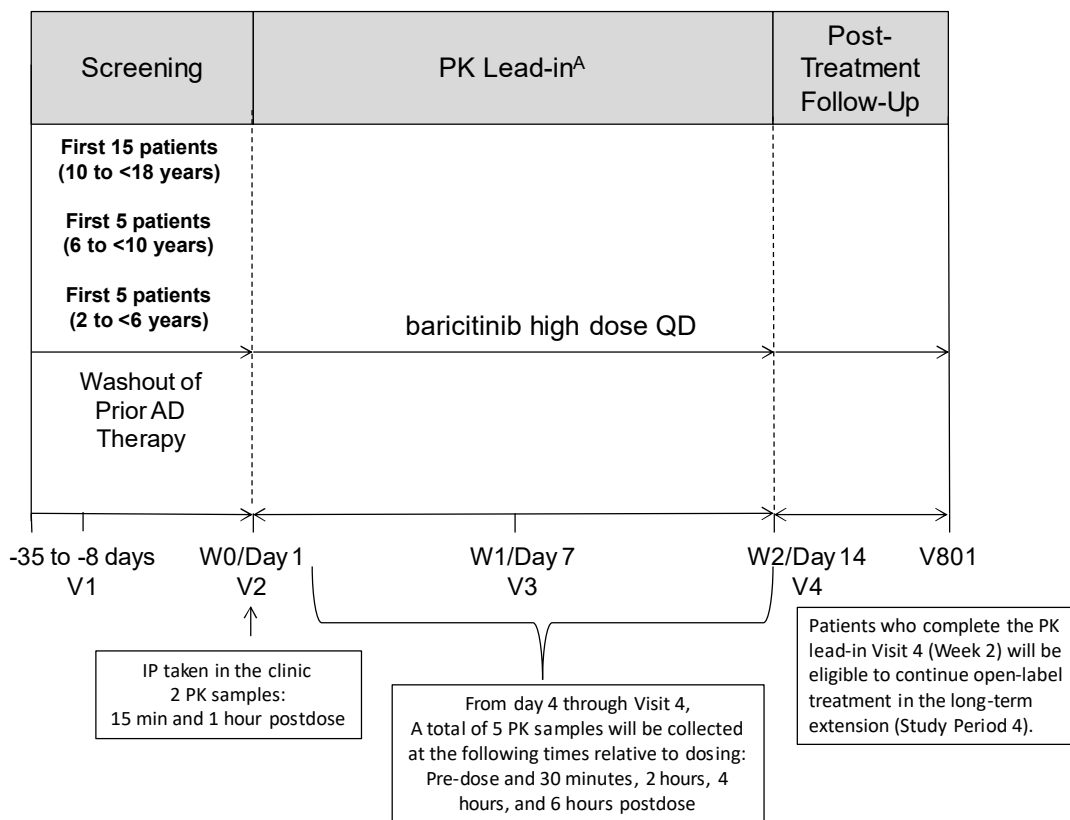 Screening
PK Lead-inᴬ
Post-
Treatment
Follow-Up
First 15 patients
(10 to <18 years)
First 5 patients
(6 to <10 years)
First 5 patients
(2 to <6 years)
baricitinib high dose QD
Washout of
Prior AD
Therapy
-35 to -8 days
V1
W0/Day 1
V2
W1/Day 7
V3
W2/Day 14
V4
V801
IP taken in the clinic
2 PK samples:
15 min and 1 hour postdose
From day 4 through Visit 4,
A total of 5 PK samples will be collected
at the following times relative to dosing:
Pre-dose and 30 minutes, 2 hours, 4
hours, and 6 hours postdose
Patients who complete the PK
lead-in Visit 4 (Week 2) will be
eligible to continue open-label
treatment in the long-term
extension (Study Period 4).